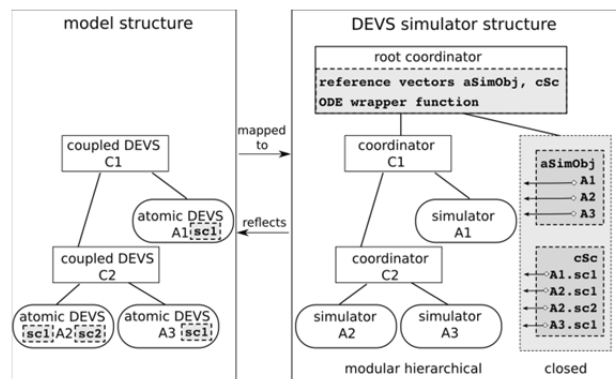 model structure
DEVS simulator structure
root coordinator
reference vectors aSimObj, cSc
ODE wrapper function
mapped
to
reflects
coupled DEVS
C1
atomic DEVS
A1 sc1
coupled DEVS
C2
atomic DEVS
sc1 A2 sc2
atomic DEVS
A3 sc1
coordinator
C1
simulator
A1
coordinator
C2
simulator
A2
simulator
A3
aSimObj
A1
A2
A3
cSc
A1.sc1
A2.sc1
A2.sc2
A3.sc1
modular hierarchical
closed